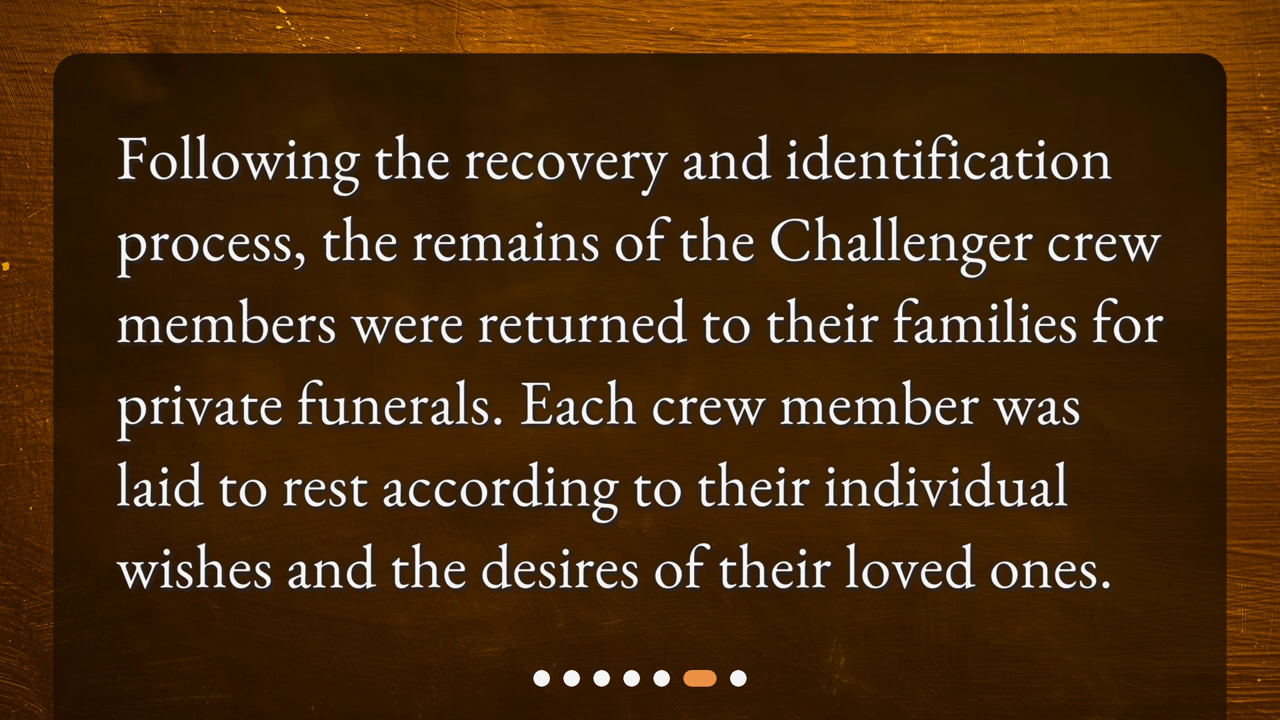 Following the recovery and identification
process, the remains of the Challenger crew
members were returned to their families for
private funerals. Each crew member was
laid to rest according to their individual
wishes and the desires of their loved ones.